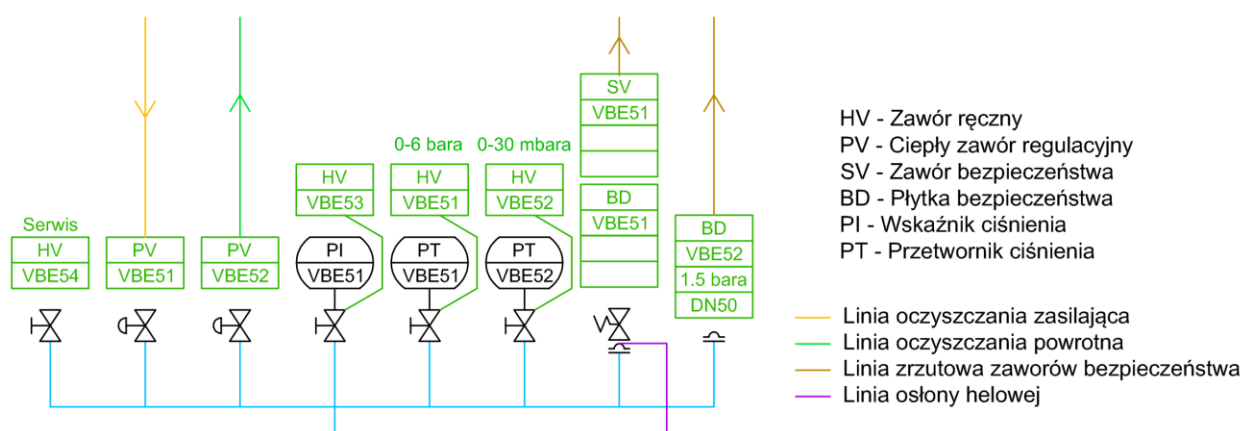 SV
VBE51
0-6 bara 0-30 mbara
HV HV HV
VBE53 VBE51 VBE52
BD
VBE51
Serwis
HV PV PV
VBE54 VBE51 VBE52
PI PT PT
VBE51 VBE51 VBE52
BD
VBE52
1.5 bara
DN50
HV - Zawór ręczny
PV - Ciepły zawór regulacyjny
SV - Zawór bezpieczeństwa
BD - Płytka bezpieczeństwa
PI - Wskaźnik ciśnienia
PT - Przetwornik ciśnienia
Linia oczyszczania zasilająca
Linia oczyszczania powrotna
Linia zrzutowa zaworów bezpieczeństwa
Linia osłony helowej